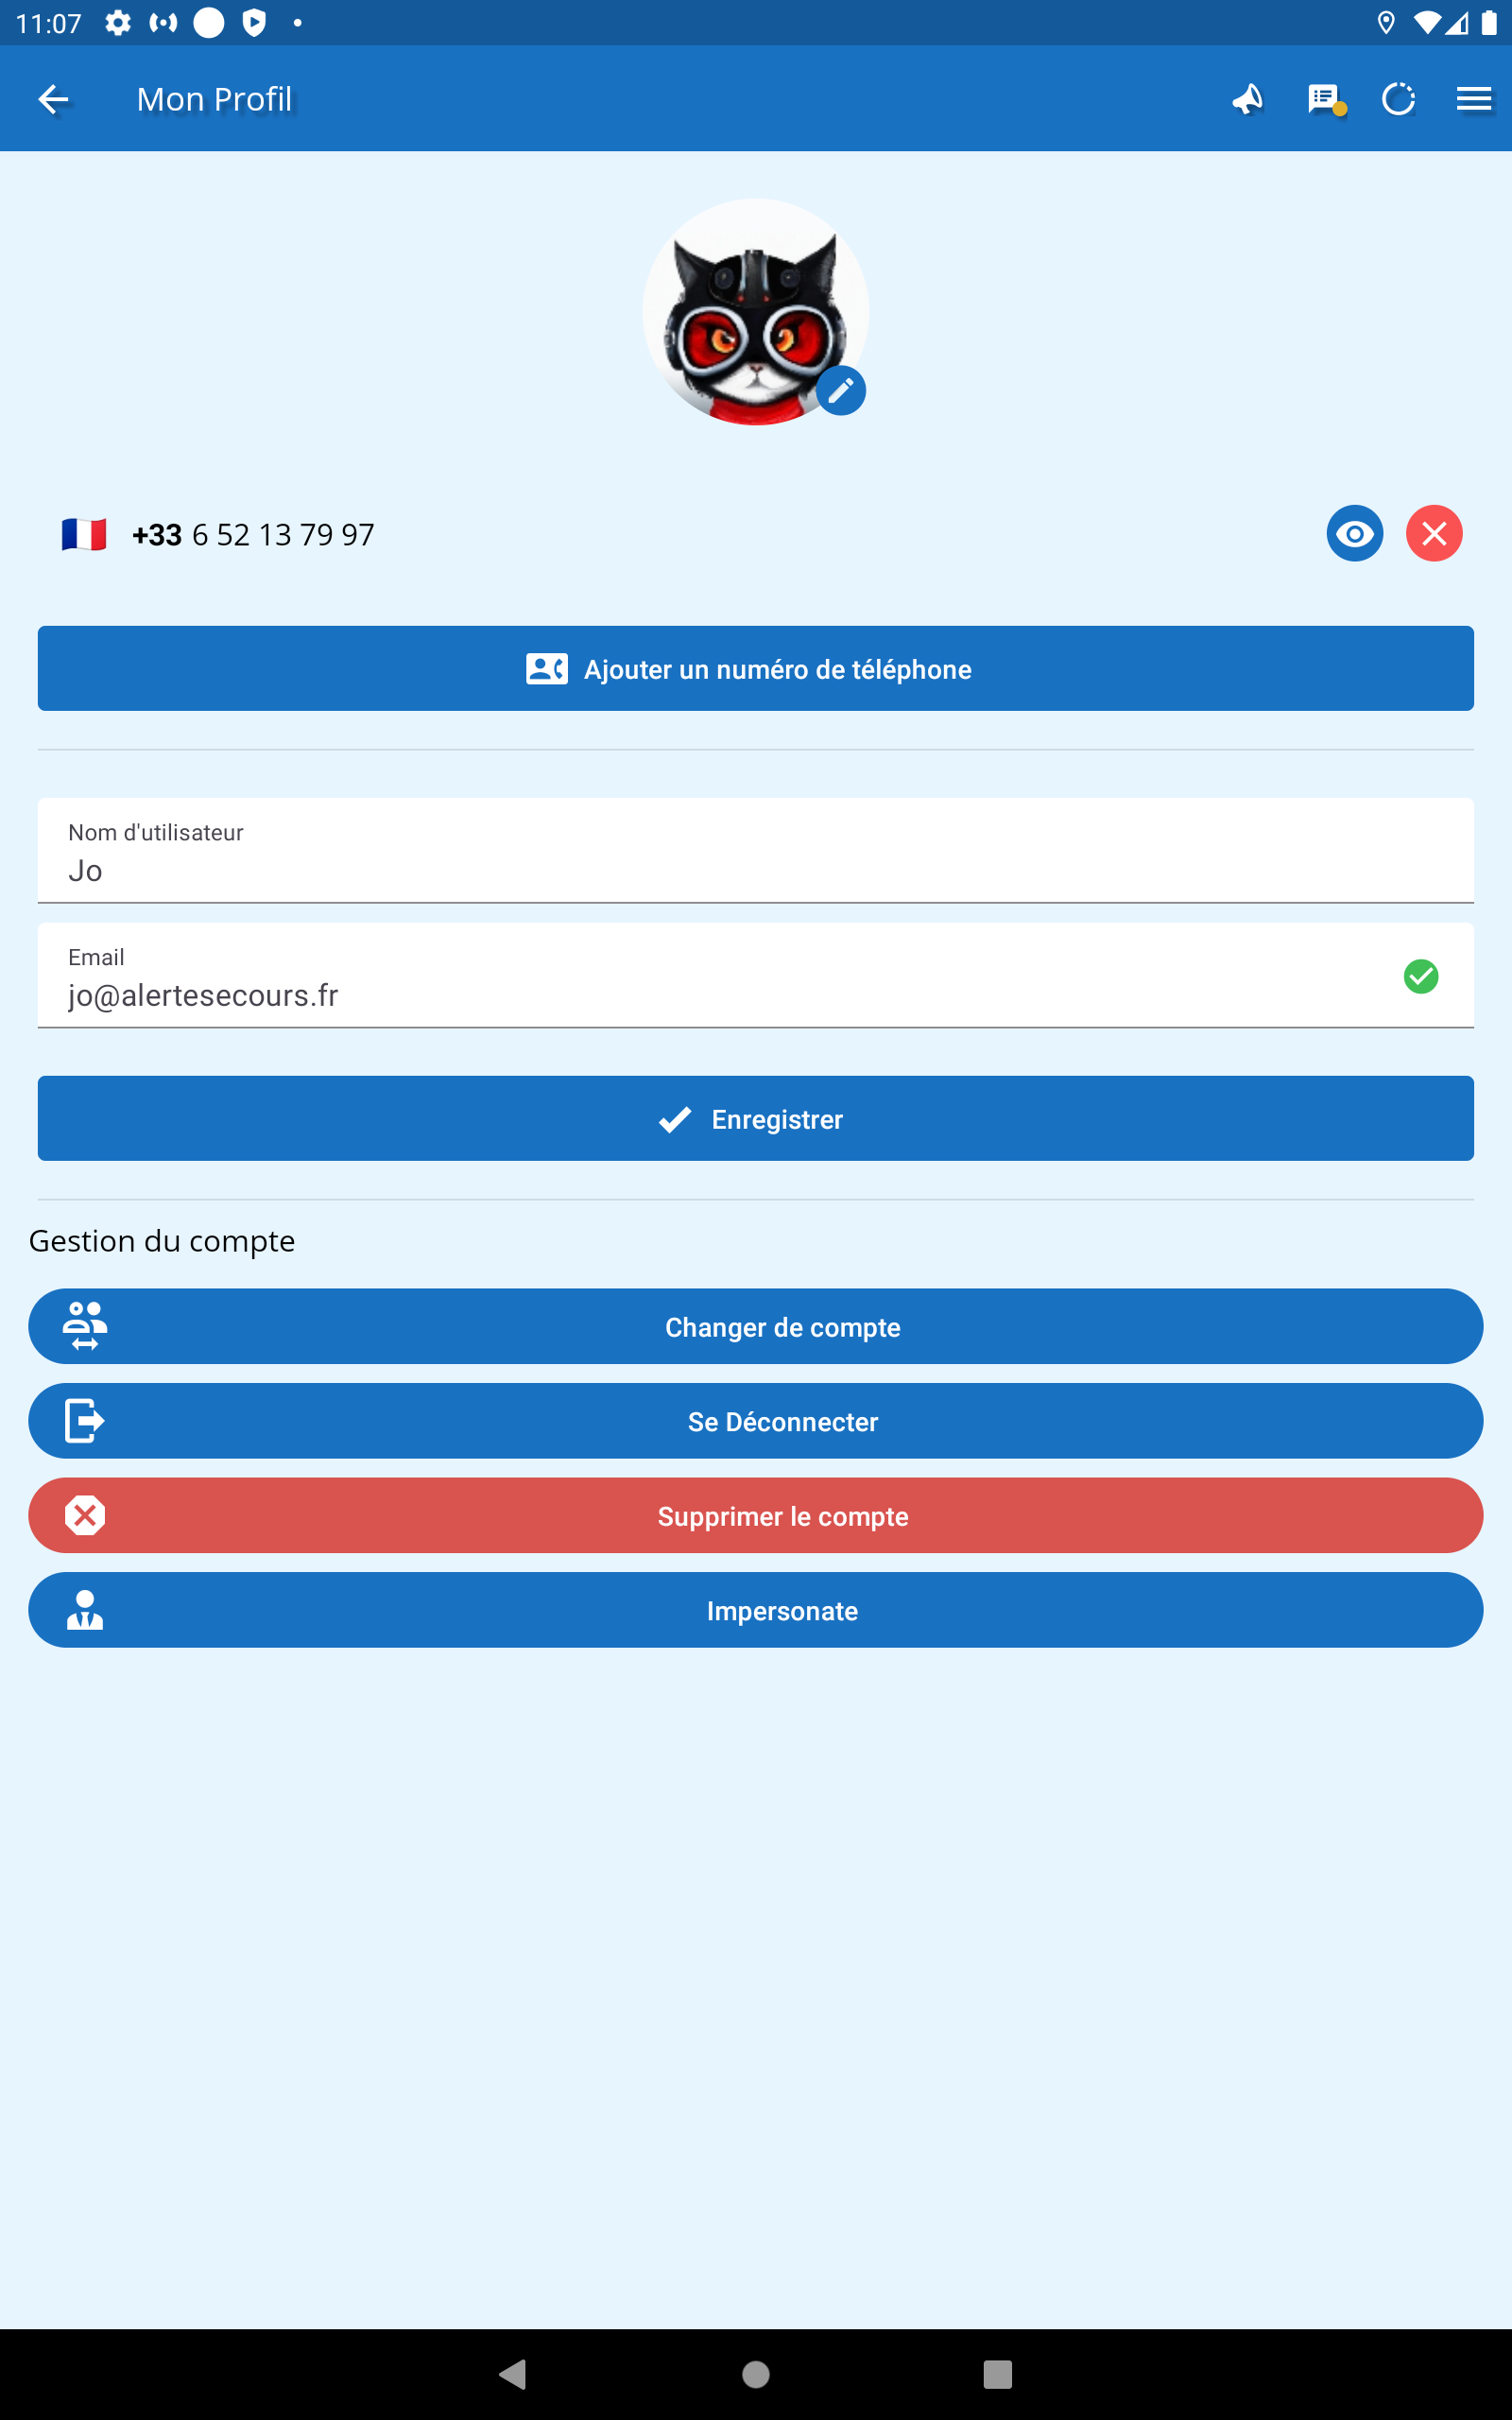 11:07
Mon Profil
+33 6 52 13 79 97
Ajouter un numéro de téléphone
Nom d'utilisateur
Jo
Email
jo@alertesecours.fr
Enregistrer
Gestion du compte
Changer de compte
Se Déconnecter
Supprimer le compte
Impersonate